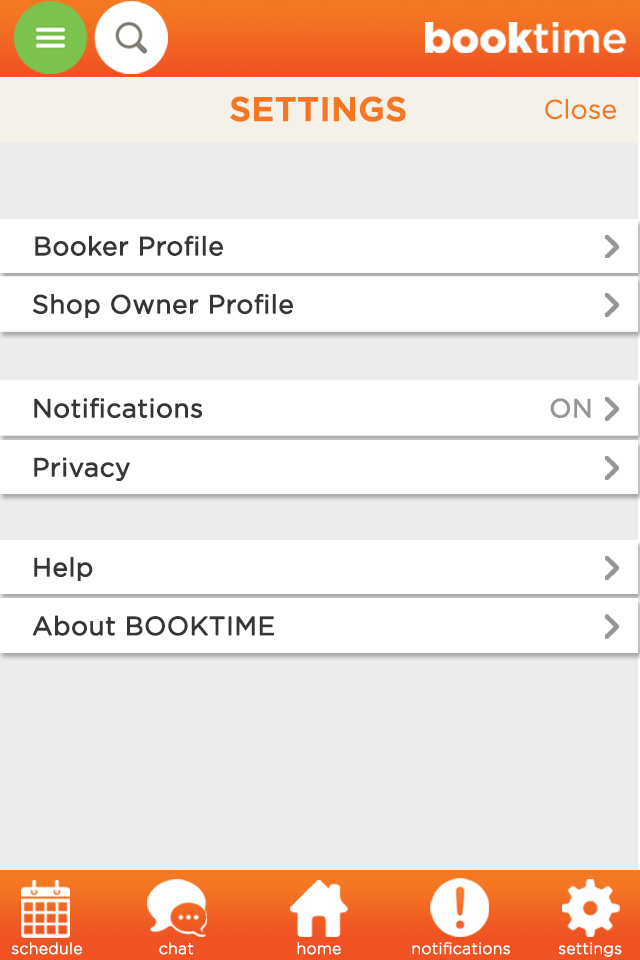 booktime
SETTINGS Close
Booker Profile
Shop Owner Profile
Notifications ON
Privacy
Help
About BOOKTIME
schedule chat home notifications settings